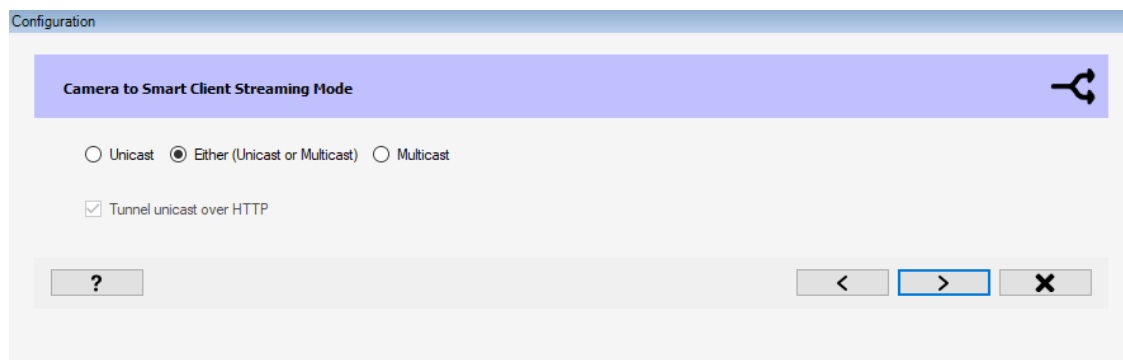 Configuration
Camera to Smart Client Streaming Mode
Unicast Either (Unicast or Multicast) Multicast
Tunnel unicast over HTTP
? < > ✖